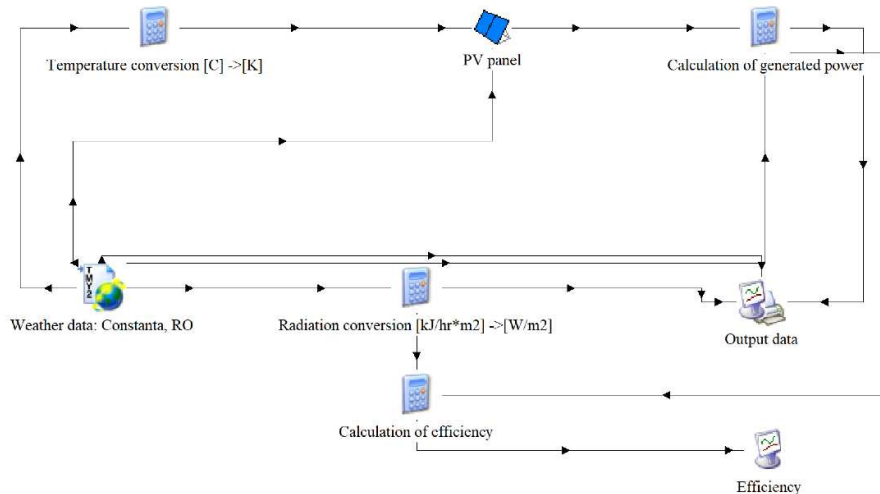 Temperature conversion [C] ->[K]
PV panel
Calculation of generated power
TMY2
Weather data: Constanta, RO
Radiation conversion [kJ/hr*m2] ->[W/m2]
Output data
Calculation of efficiency
Efficiency